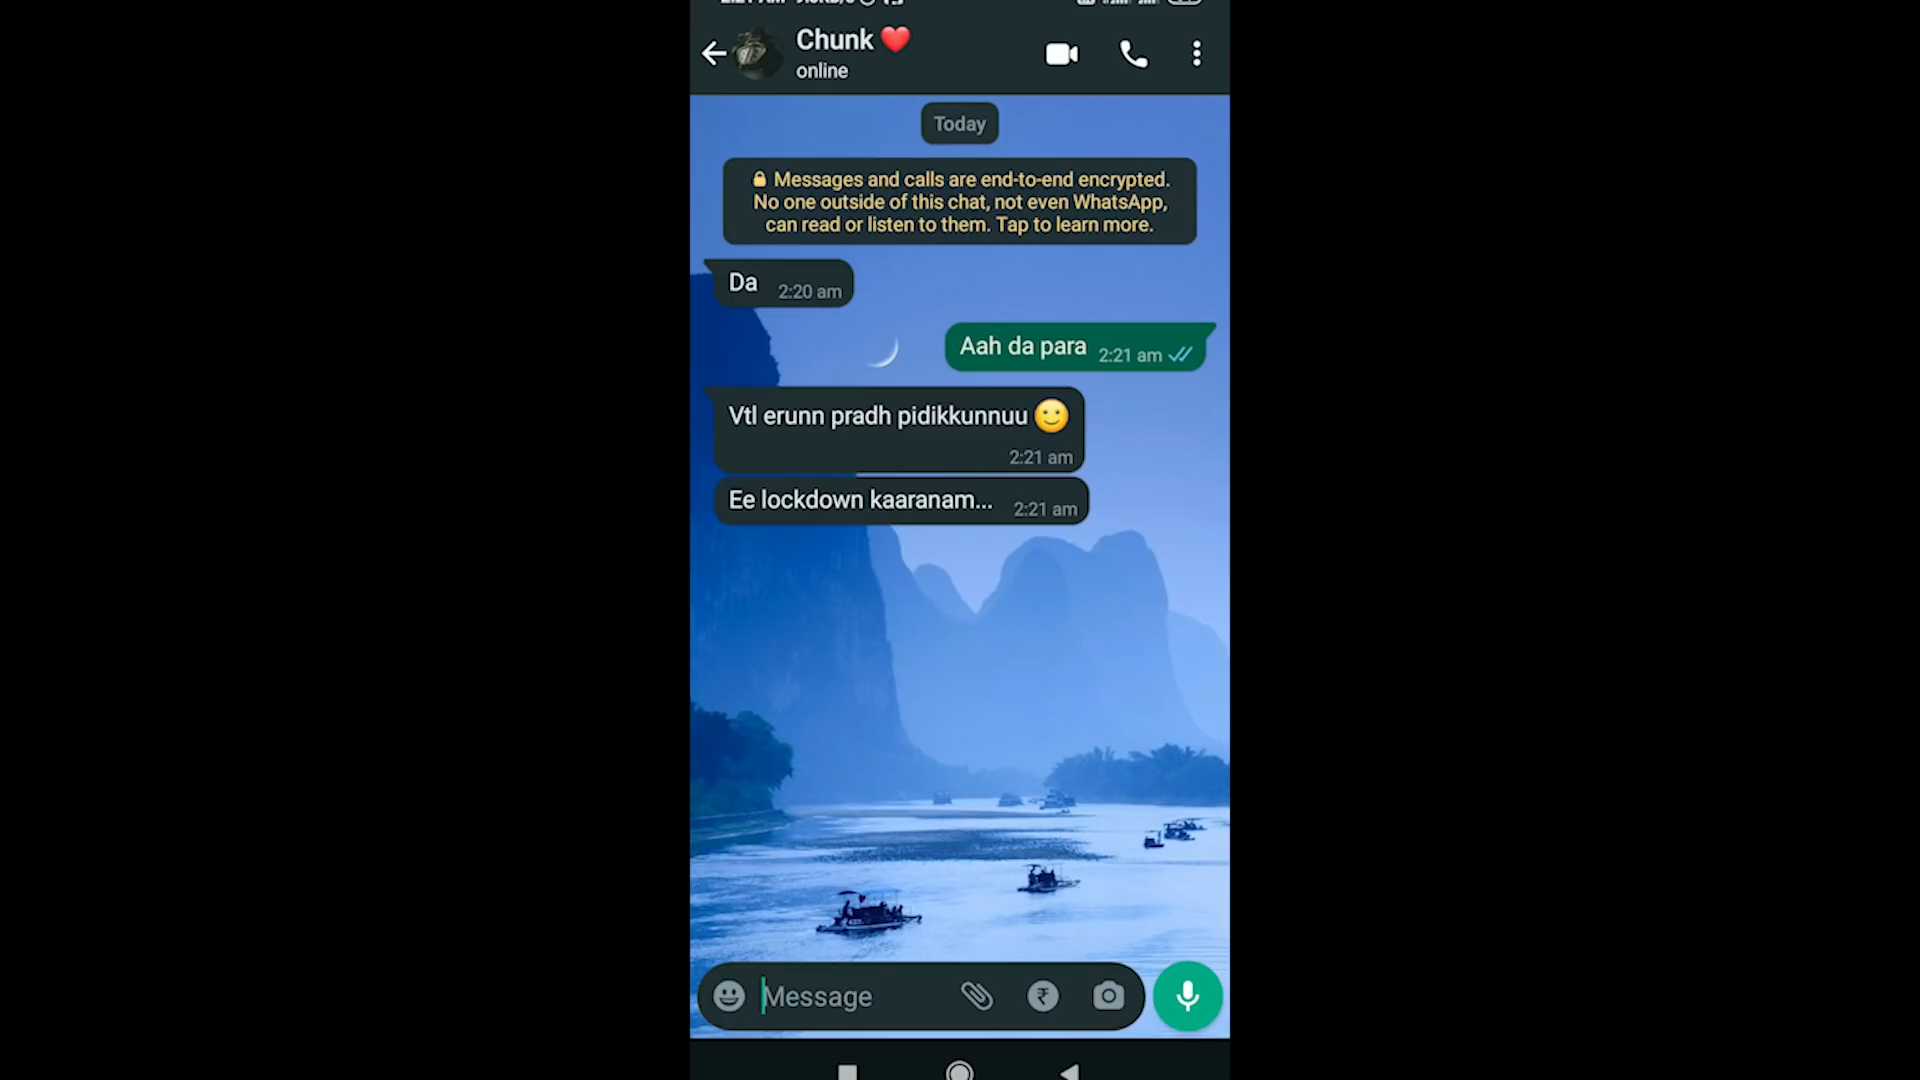 Chunk ❤️
online
Today
🔒 Messages and calls are end-to-end encrypted.
No one outside of this chat, not even WhatsApp,
can read or listen to them. Tap to learn more.
Da 2:20 am
Aah da para 2:21 am
Vtl erunn pradh pidikkunnuu 🙂
2:21 am
Ee lockdown kaaranam... 2:21 am
Message